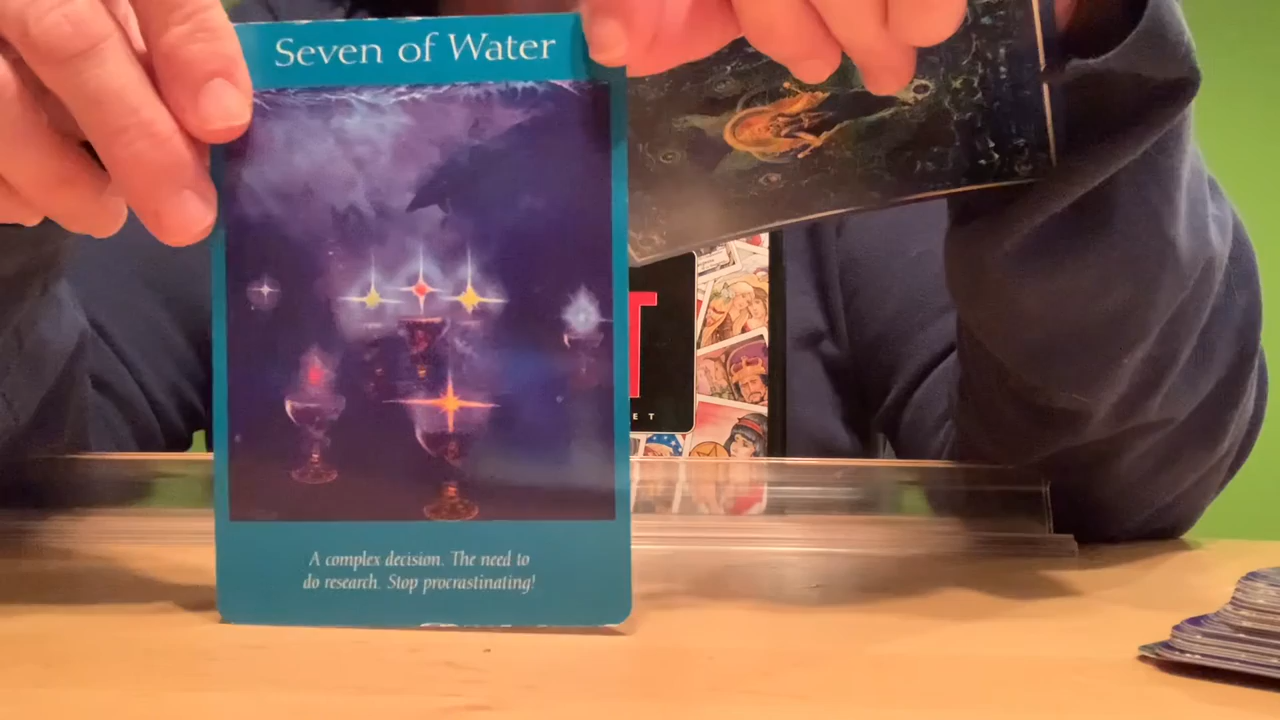 Seven of Water
T
E T
A complex decision. The need to
do research. Stop procrastinating!